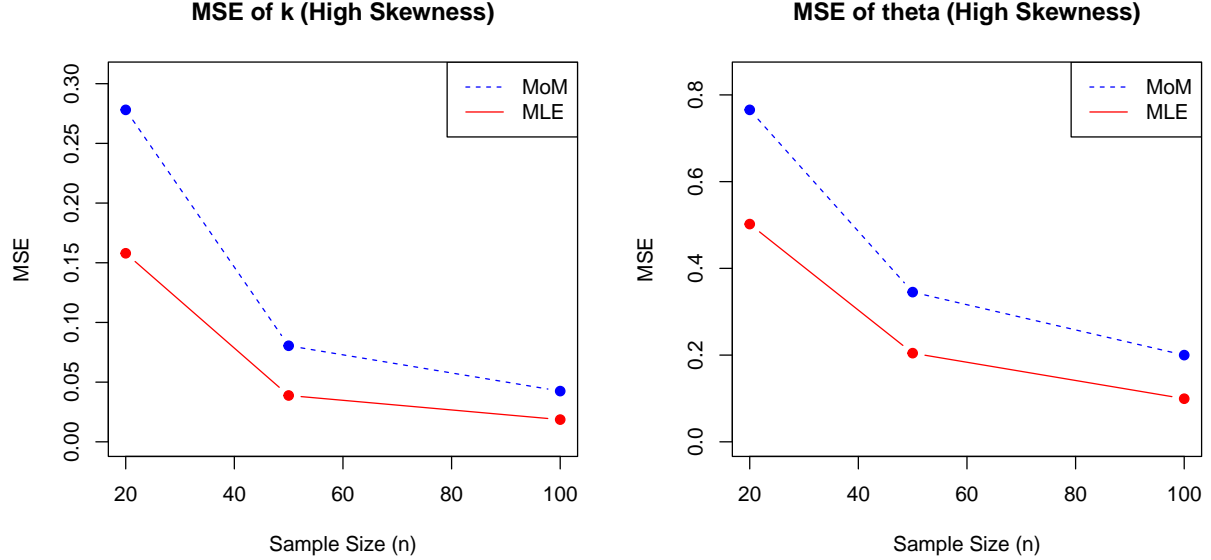 MSE of k (High Skewness)
MoM
MLE
MSE
0.30
0.25
0.20
0.15
0.10
0.05
0.00
20
40
60
80
100
Sample Size (n)
MSE of theta (High Skewness)
MoM
MLE
MSE
0.8
0.6
0.4
0.2
0.0
20
40
60
80
100
Sample Size (n)